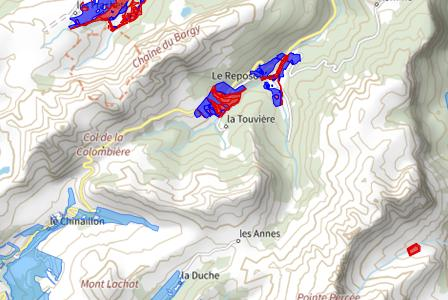 Chaîne du Bargy
Le Reposoir
la Touvière
Col de la
Colombière
le Chinaillon
les Annes
Mont Lachat
la Duche
Pointe Percée